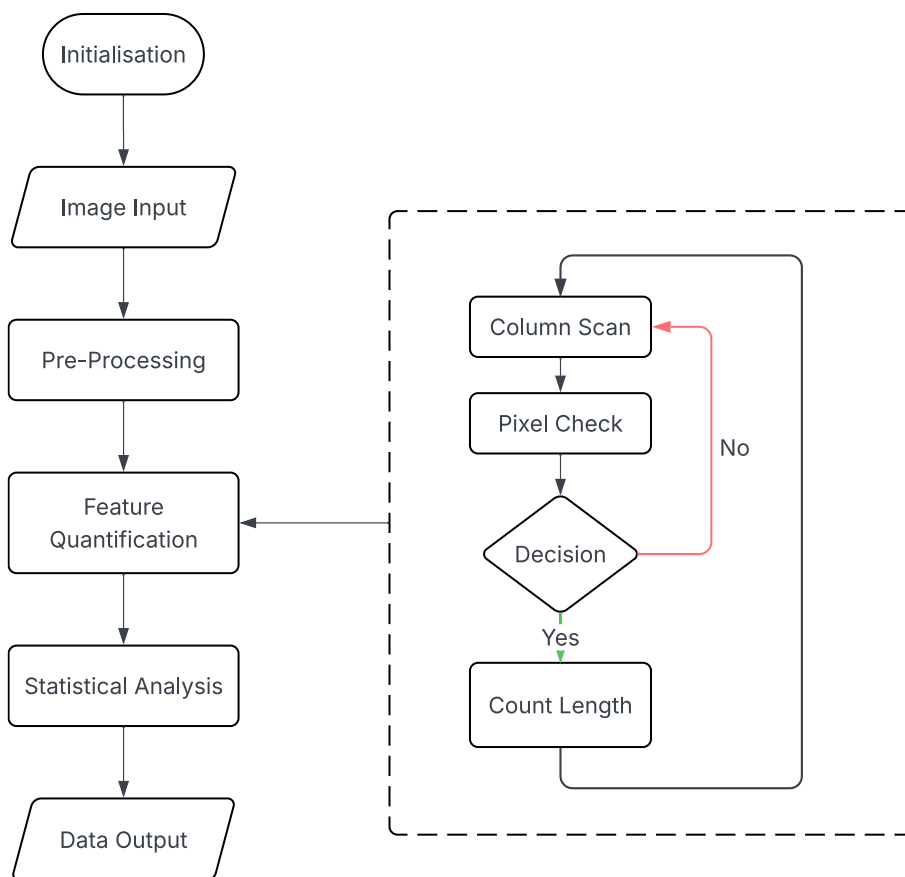 Initialisation
Image Input
Pre-Processing
Feature
Quantification
Statistical Analysis
Data Output
Column Scan
Pixel Check
No
Decision
Yes
Count Length